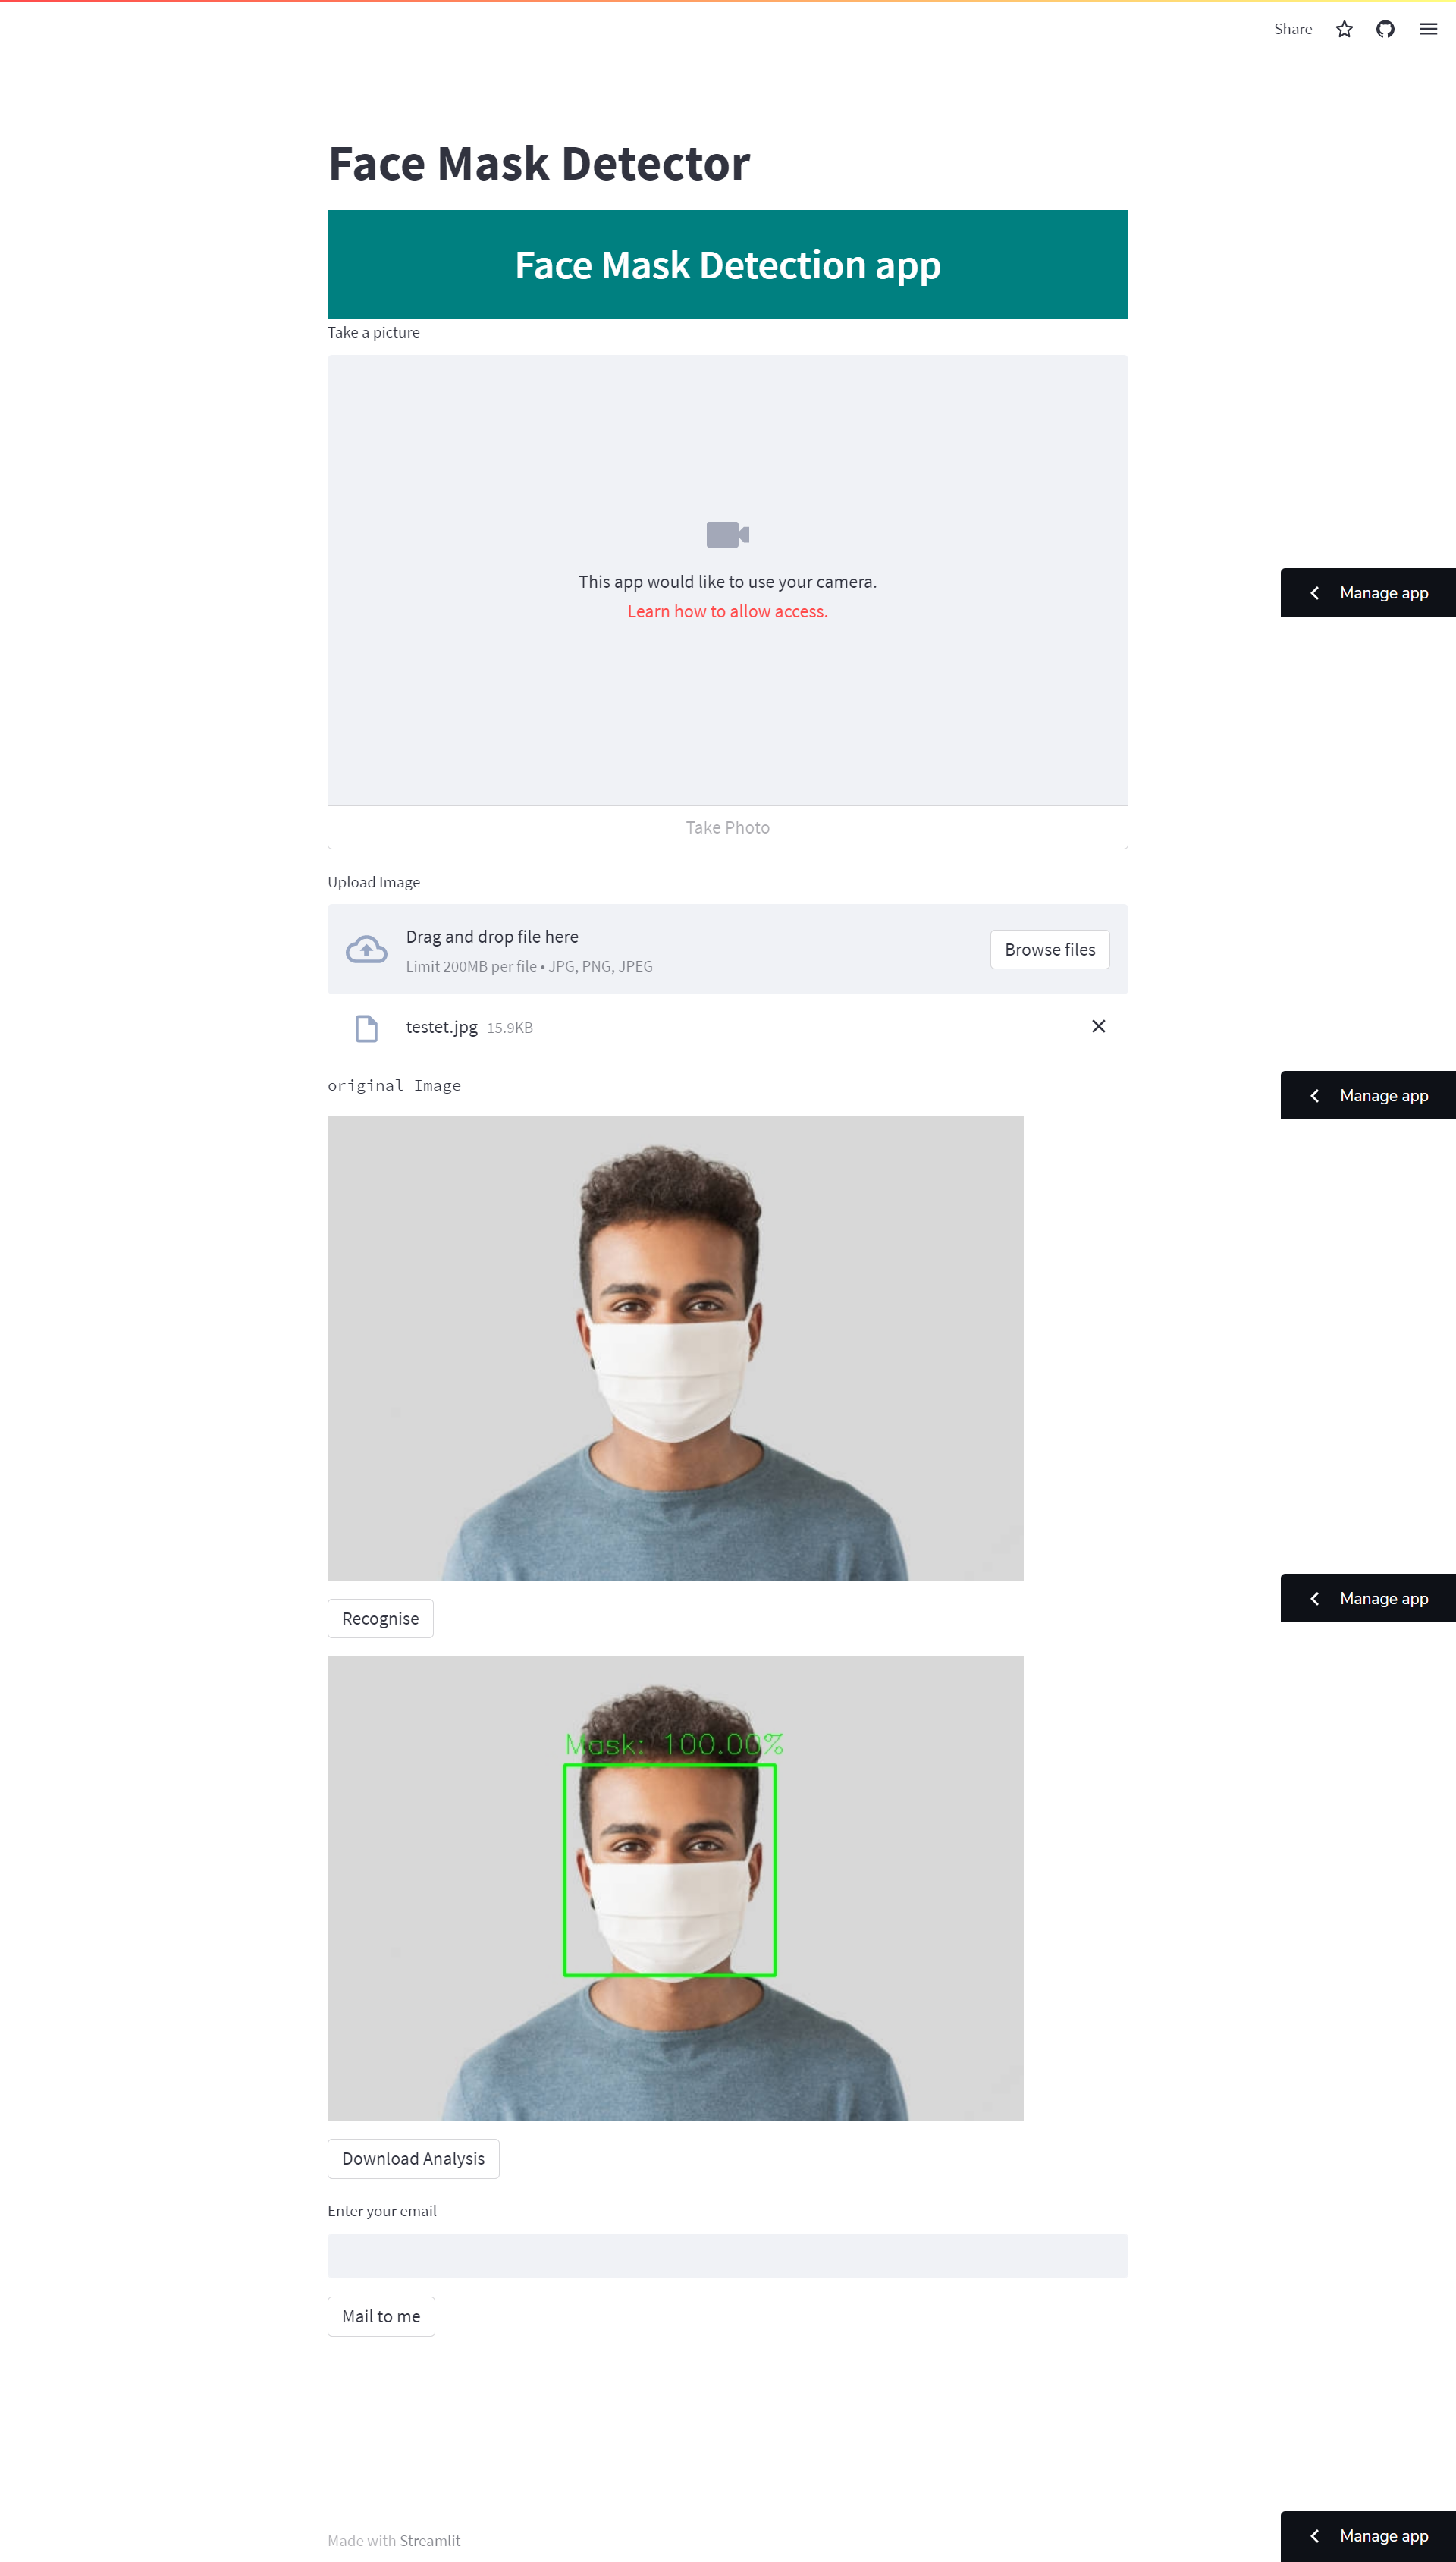 Share
Face Mask Detector
Face Mask Detection app
Take a picture
This app would like to use your camera.
Learn how to allow access.
Manage app
Take Photo
Upload Image
Drag and drop file here
Limit 200MB per file • JPG, PNG, JPEG
Browse files
testet.jpg 15.9KB
original Image
Manage app
Recognise
Manage app
Mask: 100.00%
Download Analysis
Enter your email
Mail to me
Made with Streamlit
Manage app